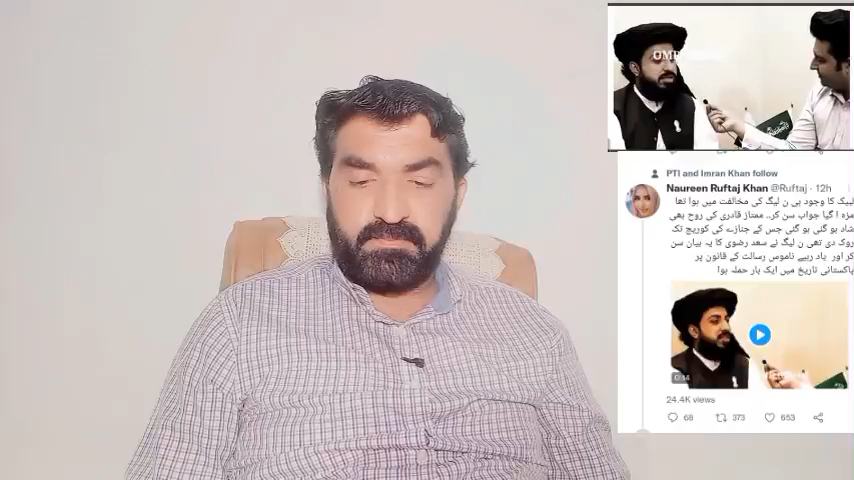 PTI and Imran Khan follow
Naureen Ruftaj Khan @Ruftaj · 12h
لبیک کا وجود ہی ن لیگ کی مخالفت میں ہوا تھا
مزہ ا گیا جواب سن کر.. ممتاز قادری کی روح بھی
شاد ہو گئی ہو گئی جس کے جنازے کی کوریج تک
روک دی تھی ن لیگ نے سعد رضوی کا یہ بیان سن
کر اور یاد رہیے ناموس رسالت کے قانون پر
پاکستانی تاریخ میں ایک بار حملہ ہوا
0:14
24.4K views
68 373 653